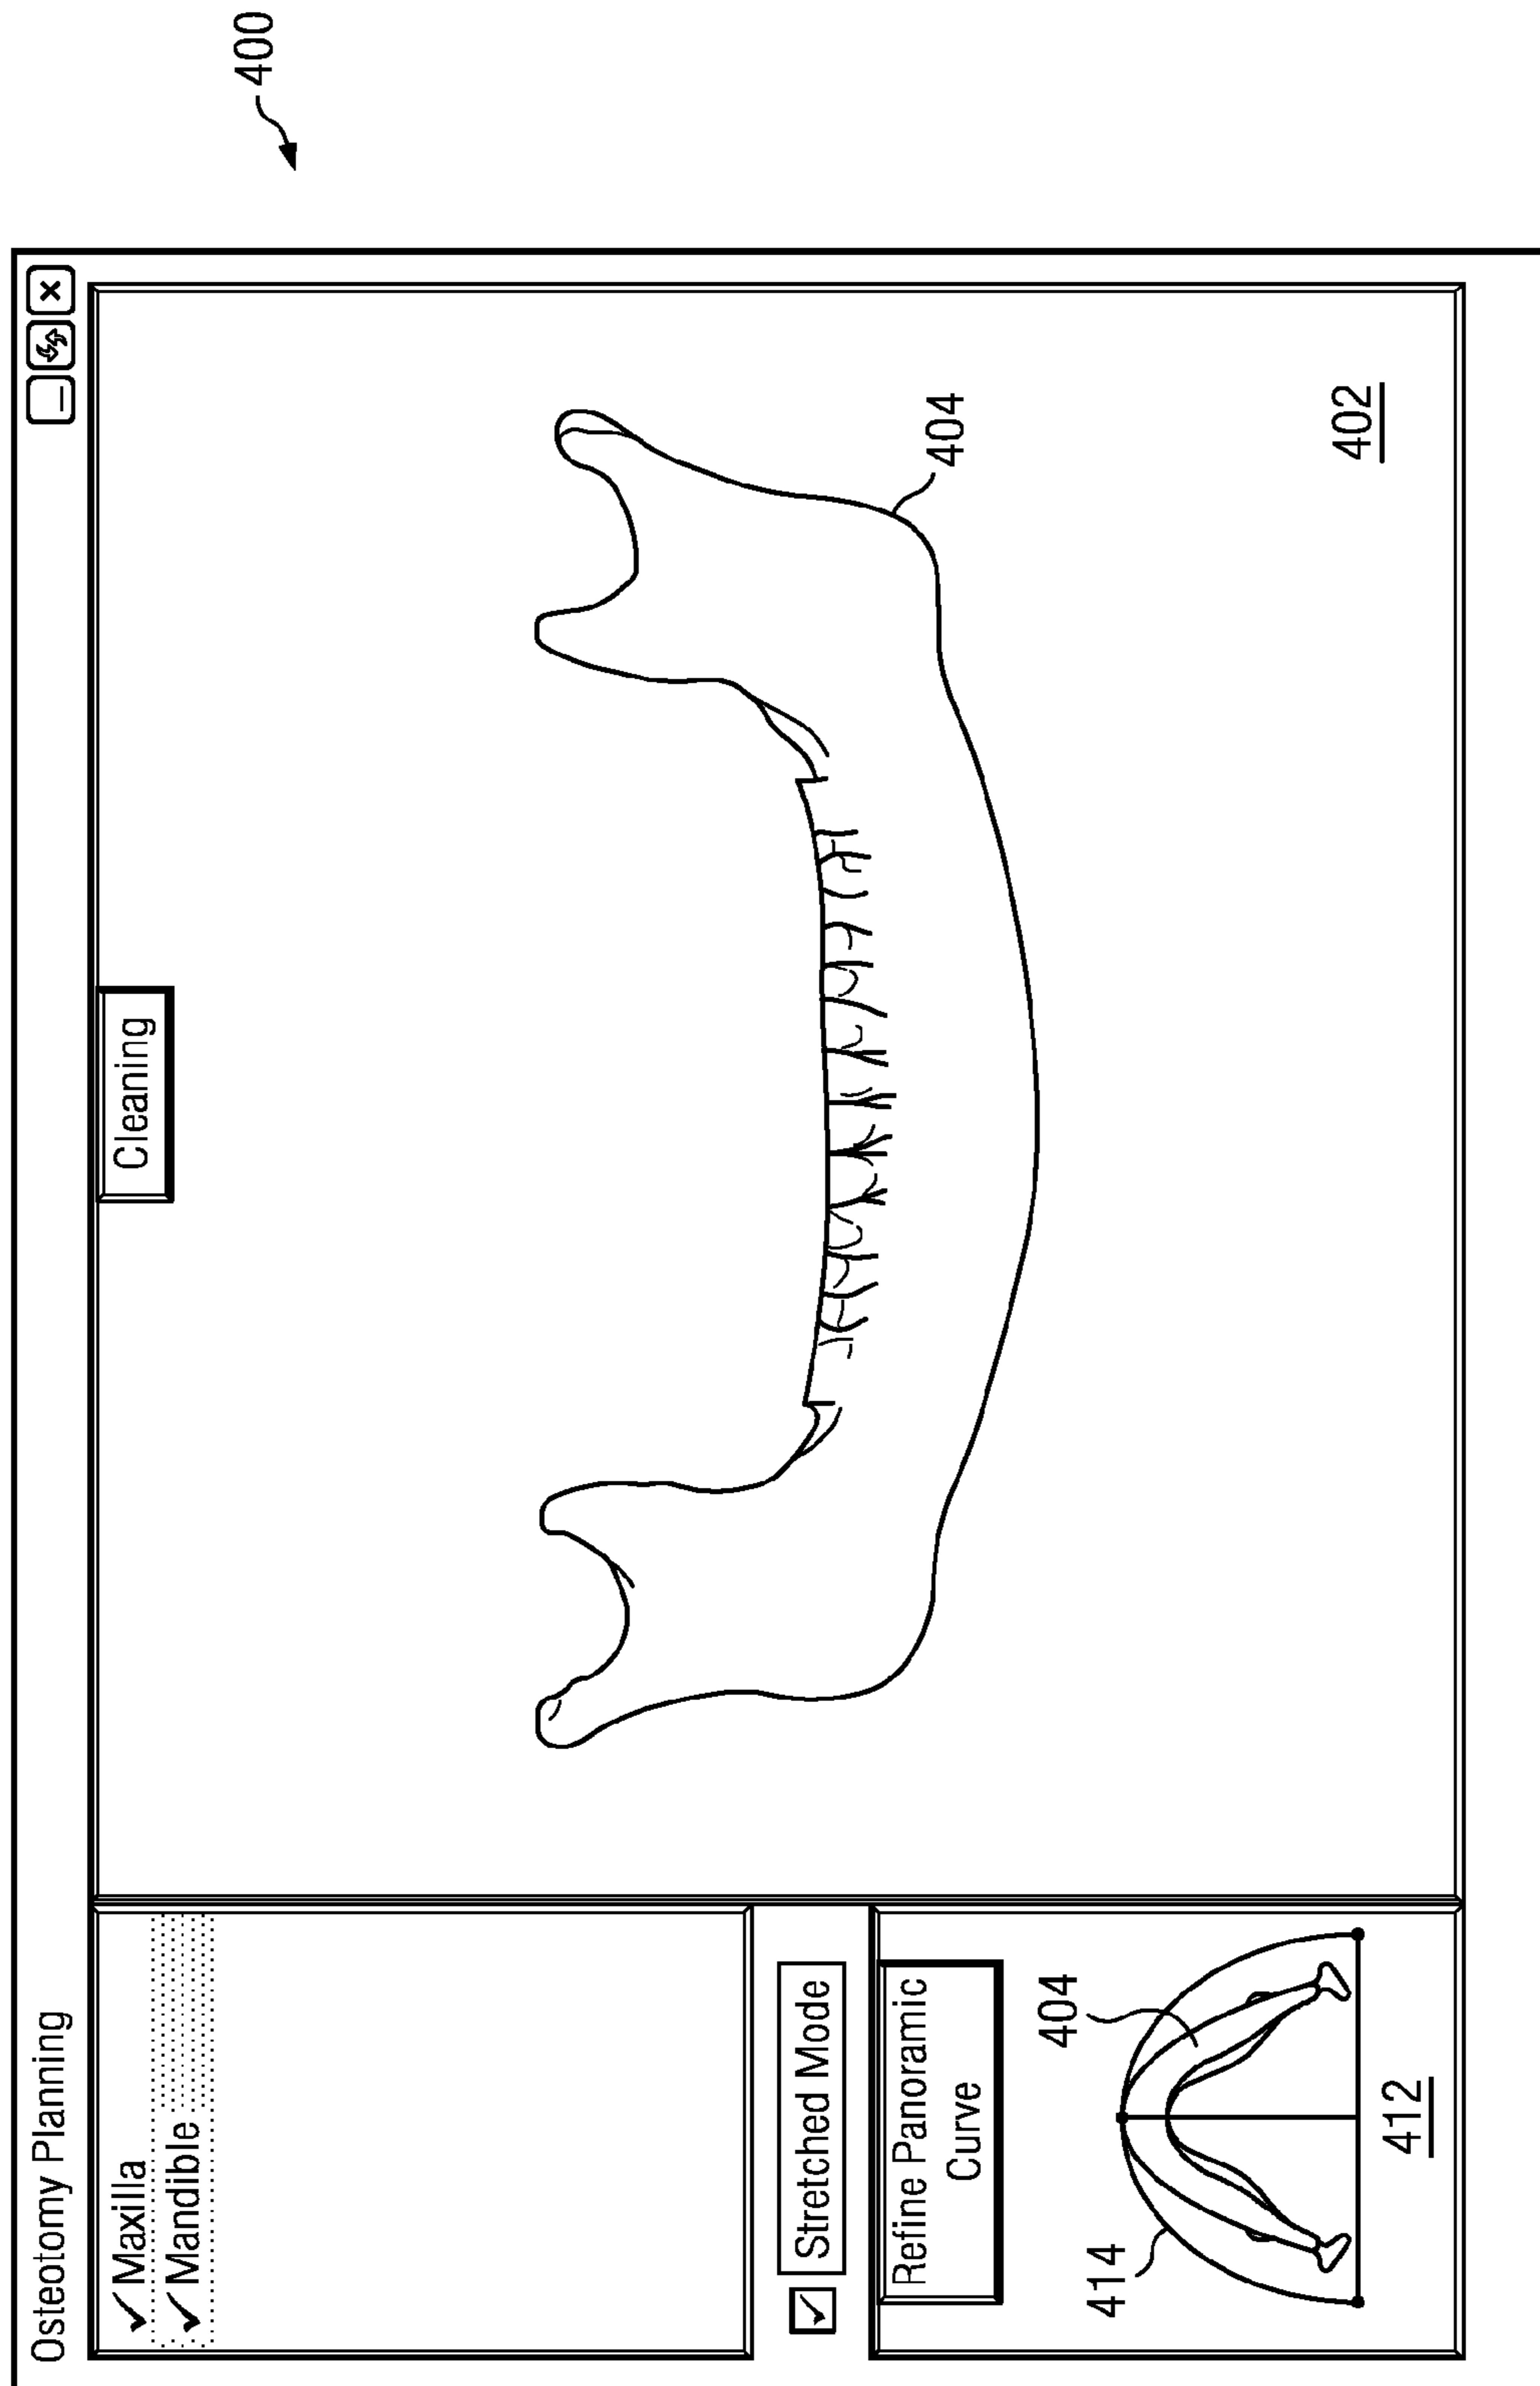 400
Osteotomy Planning
Maxilla
Mandible
Stretched Mode
Refine Panoramic
Curve
404
414
412
Cleaning
404
402